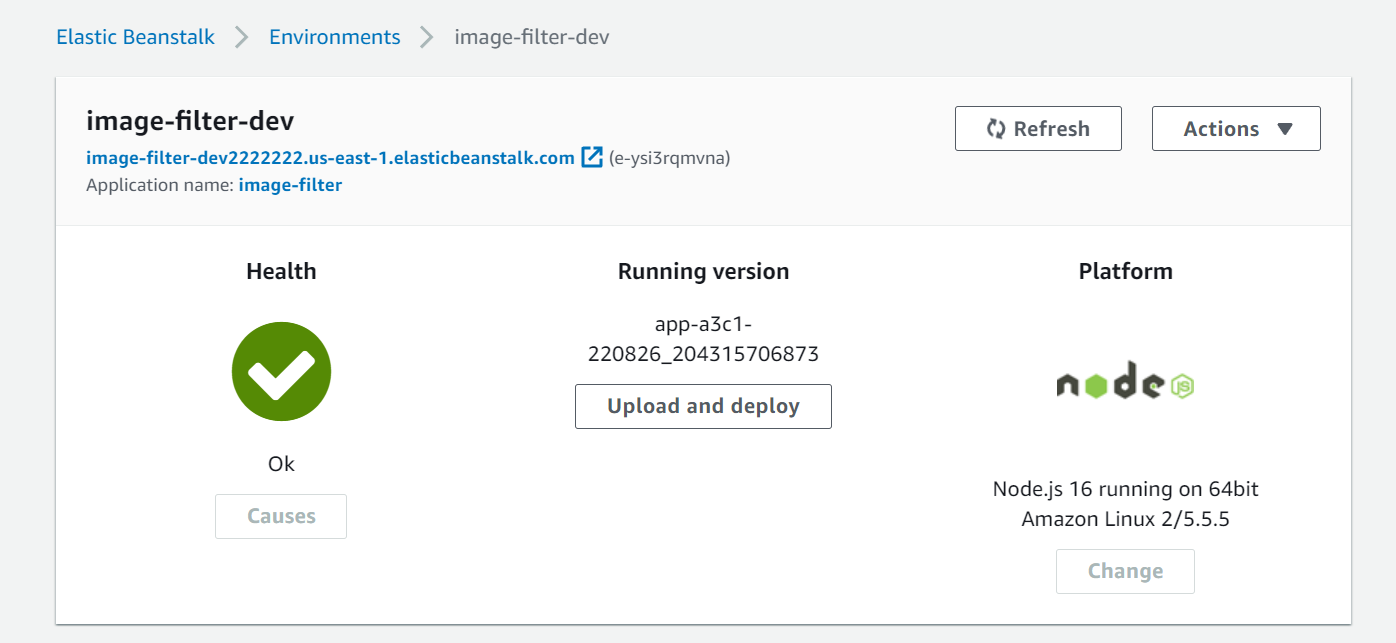 Elastic Beanstalk > Environments > image-filter-dev
image-filter-dev
Refresh
Actions
image-filter-dev2222222.us-east-1.elasticbeanstalk.com (e-ysi3rqmvna)
Application name: image-filter
Health
Ok
Causes
Running version
app-a3c1-
220826_204315706873
Upload and deploy
Platform
node JS
Node.js 16 running on 64bit
Amazon Linux 2/5.5.5
Change